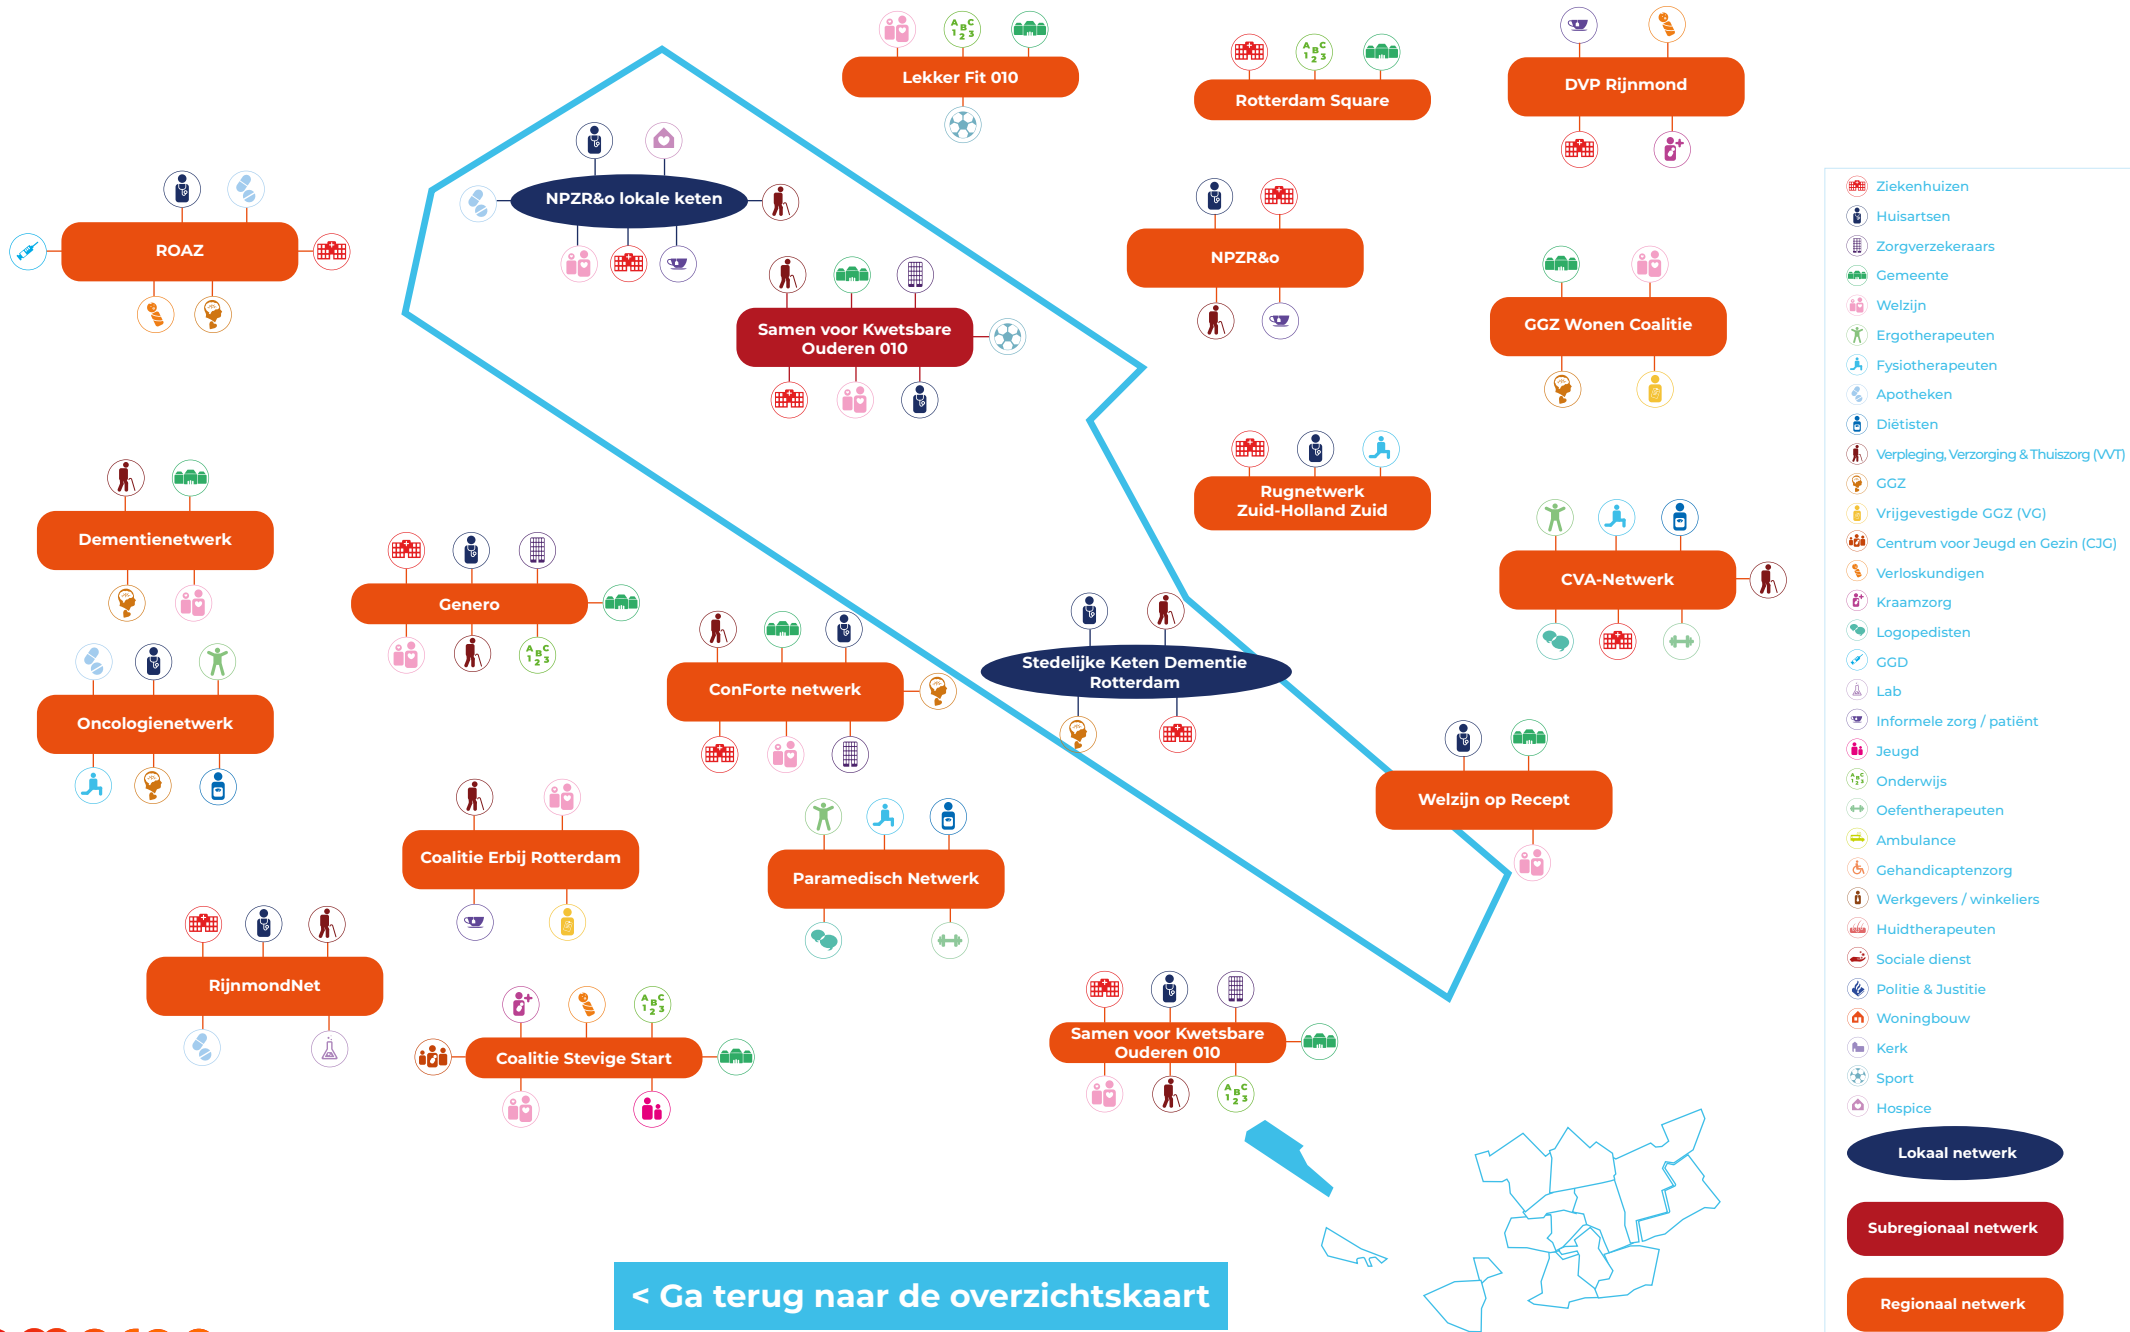 Lekker Fit 010
Rotterdam Square
DVP Rijnmond
NPZR&o lokale keten
ROAZ
NPZR&o
Samen voor Kwetsbare
Ouderen 010
GGZ Wonen Coalitie
Rugnetwerk
Zuid-Holland Zuid
Dementienetwerk
Genero
CVA-Netwerk
Stedelijke Keten Dementie
Rotterdam
ConForte netwerk
Oncologienetwerk
Welzijn op Recept
Coalitie Erbij Rotterdam
Paramedisch Netwerk
RijnmondNet
Coalitie Stevige Start
Samen voor Kwetsbare
Ouderen 010
Ziekenhuizen
Huisartsen
Zorgverzekeraars
Gemeente
Welzijn
Ergotherapeuten
Fysiotherapeuten
Apotheken
Diëtisten
Verpleging, Verzorging & Thuiszorg (VVT)
GGZ
Vrijgevestigde GGZ (VG)
Centrum voor Jeugd en Gezin (CJG)
Verloskundigen
Kraamzorg
Logopedisten
GGD
Lab
Informele zorg / patiënt
Jeugd
Onderwijs
Oefentherapeuten
Ambulance
Gehandicaptenzorg
Werkgevers / winkeliers
Huidtherapeuten
Sociale dienst
Politie & Justitie
Woningbouw
Kerk
Sport
Hospice
Lokaal netwerk
Subregionaal netwerk
Regionaal netwerk
< Ga terug naar de overzichtskaart